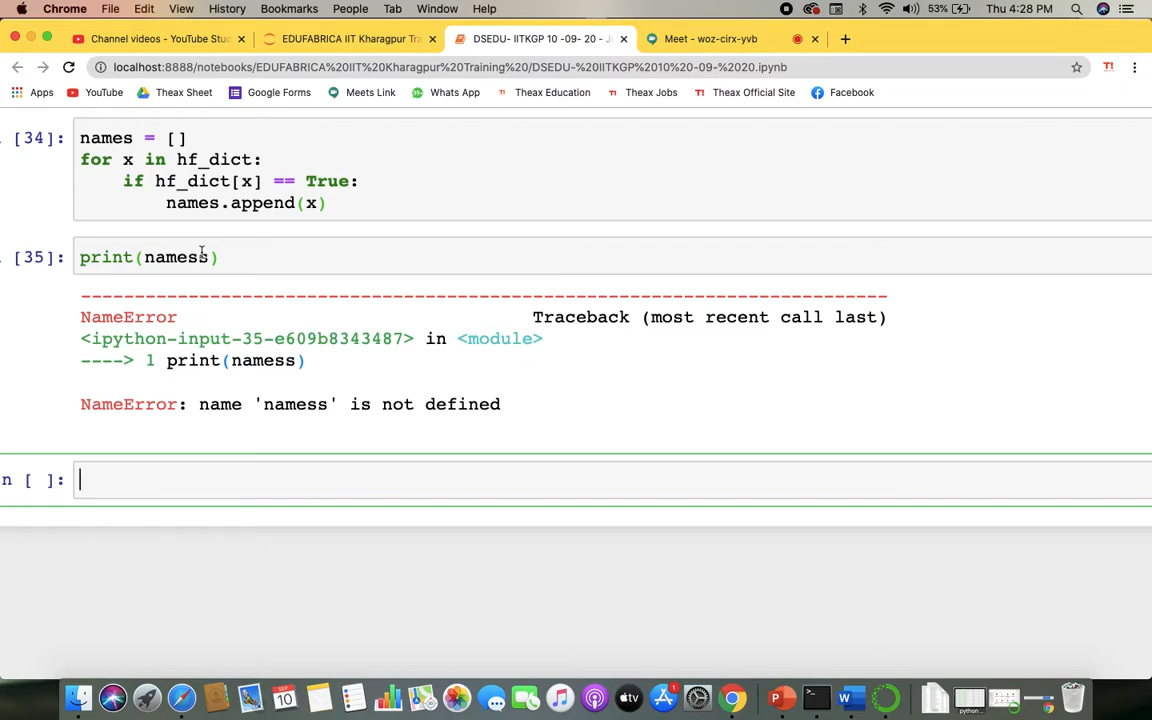 Chrome File Edit View History Bookmarks People Tab Window Help 53% Thu 4:28 PM
Channel videos - YouTube Stu EDUFABRICA IIT Kharagpur Tra DSEDU- IITKGP 10 -09- 20 - J Meet - woz-cirx-yvb
localhost:8888/notebooks/EDUFABRICA%20IIT%20Kharagpur%20Training%20/DSEDU-%20IITKGP%2010%20-09-%2020.ipynb
Apps YouTube Theax Sheet Google Forms Meets Link Whats App Theax Education Theax Jobs Theax Official Site Facebook
[34]: names = []
for x in hf_dict:
if hf_dict[x] == True:
names.append(x)
[35]: print(namess)
---------------------------------------------------------------------------
NameError Traceback (most recent call last)
<ipython-input-35-e609b8343487> in <module>
----> 1 print(namess)
NameError: name 'namess' is not defined
n [ ]: